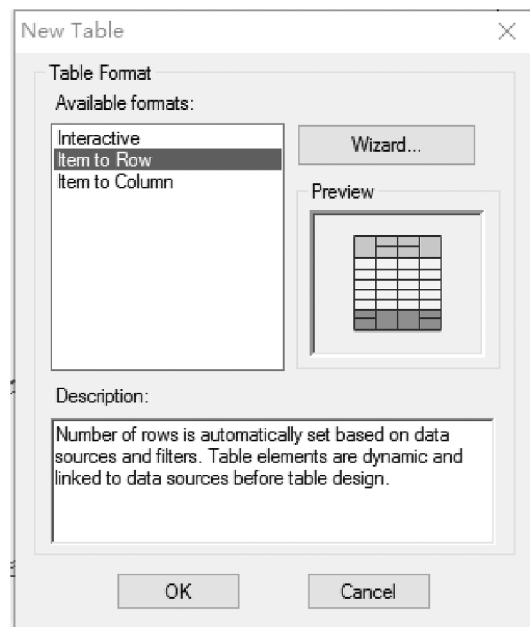 New Table
Table Format
Available formats:
Interactive
Item to Row
Item to Column
Wizard...
Preview
Description:
Number of rows is automatically set based on data
sources and filters. Table elements are dynamic and
linked to data sources before table design.
OK
Cancel